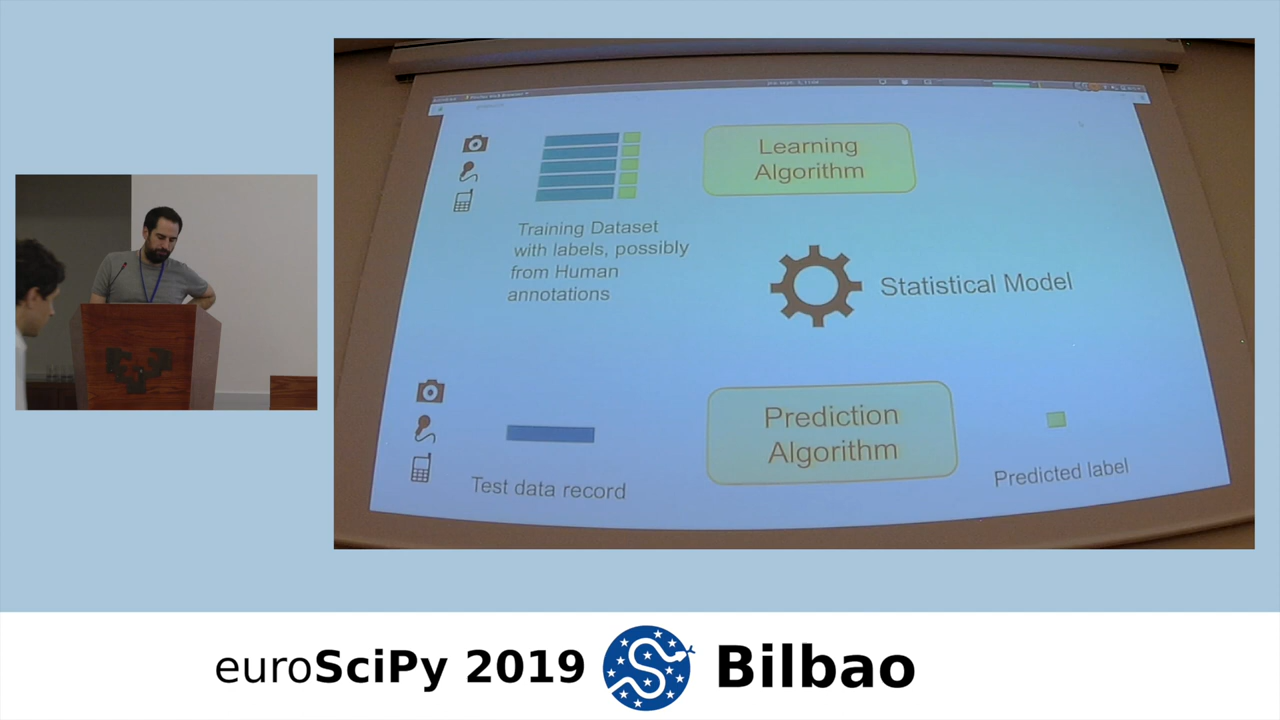 Learning
Algorithm
Training Dataset
with labels, possibly
from Human
annotations
Statistical Model
Prediction
Algorithm
Test data record
Predicted label
euroSciPy 2019
Bilbao